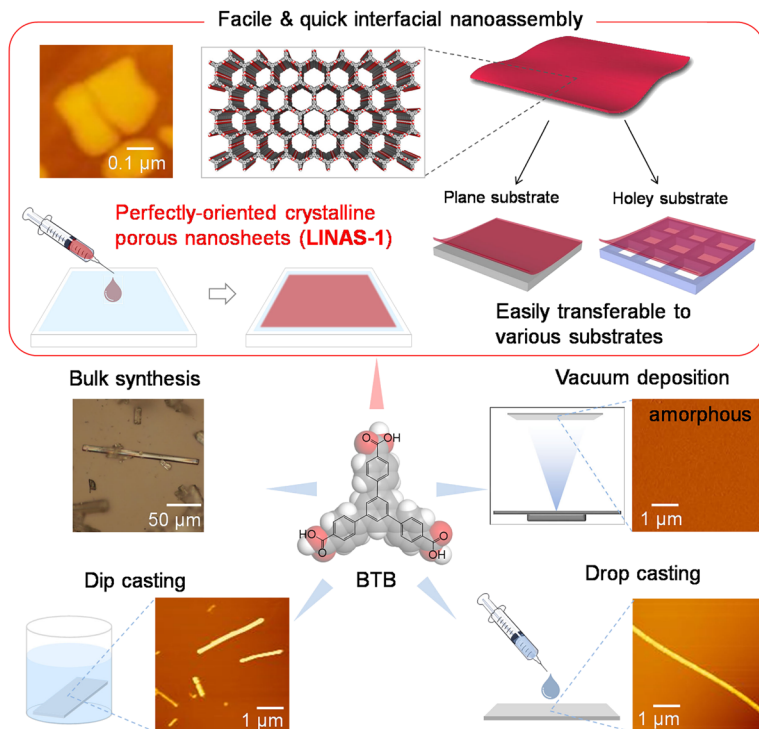 Facile & quick interfacial nanoassembly
0.1 μm
Plane substrate
Holey substrate
Perfectly-oriented crystalline
porous nanosheets (LINAS-1)
Easily transferable to
various substrates
Bulk synthesis
50 μm
Vacuum deposition
amorphous
1 μm
O
OH
HO
O
O
OH
BTB
Dip casting
1 μm
Drop casting
1 μm